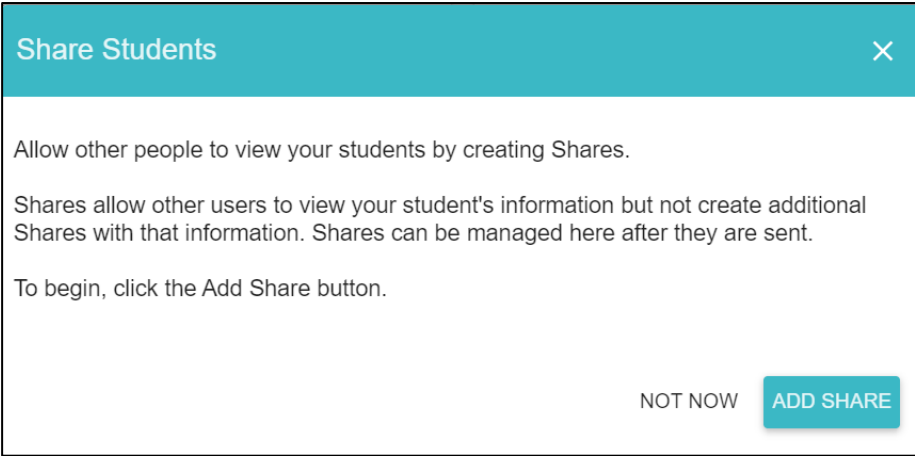 Share Students
Allow other people to view your students by creating Shares.
Shares allow other users to view your student's information but not create additional
Shares with that information. Shares can be managed here after they are sent.
To begin, click the Add Share button.
NOT NOW
ADD SHARE